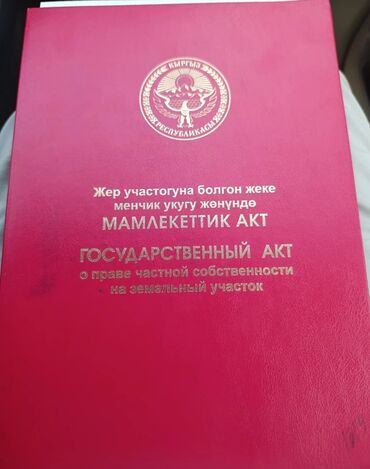 КЫРГЫЗ
РЕСПУБЛИКАСЫ
Жер участогуна болгон жеке
менчик укугу жөнүндө
МАМЛЕКЕТТИК АКТ
ГОСУДАРСТВЕННЫЙ АКТ
о праве частной собственности
на земельный участок